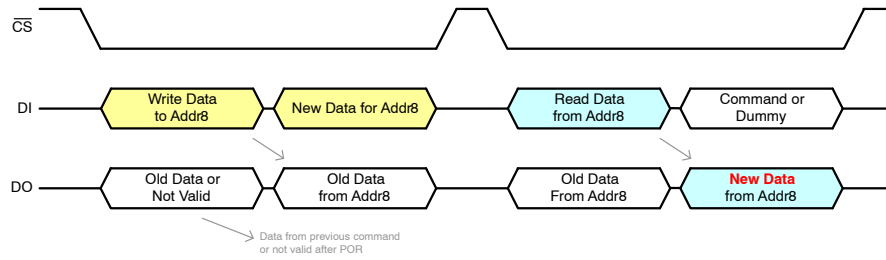 CS
DI
Write Data
to Addr8
New Data for Addr8
Read Data
from Addr8
Command or
Dummy
DO
Old Data or
Not Valid
Old Data
from Addr8
Old Data
From Addr8
New Data
from Addr8
Data from previous command
or not valid after POR